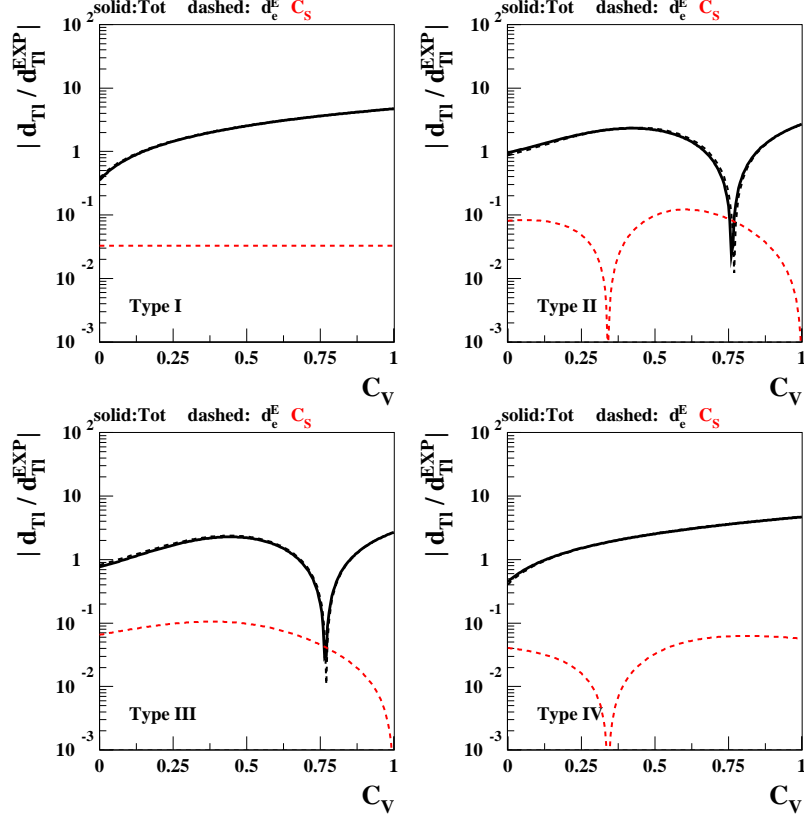 solid:Tot dashed: d_e^E C_S
| d_Tl / d_Tl^EXP |
10^2
10
1
10^-1
10^-2
10^-3
Type I
0 0.25 0.5 0.75 1
C_V
solid:Tot dashed: d_e^E C_S
| d_Tl / d_Tl^EXP |
10^2
10
1
10^-1
10^-2
10^-3
Type II
0 0.25 0.5 0.75 1
C_V
solid:Tot dashed: d_e^E C_S
| d_Tl / d_Tl^EXP |
10^2
10
1
10^-1
10^-2
10^-3
Type III
0 0.25 0.5 0.75 1
C_V
solid:Tot dashed: d_e^E C_S
| d_Tl / d_Tl^EXP |
10^2
10
1
10^-1
10^-2
10^-3
Type IV
0 0.25 0.5 0.75 1
C_V